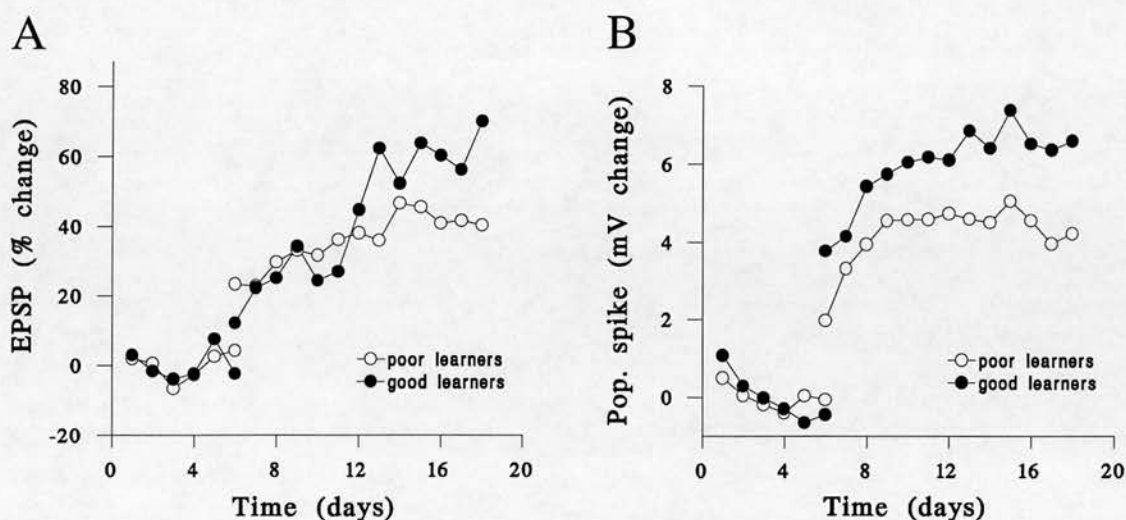 A
EPSP (% change)
80
60
40
20
0
-20
poor learners
good learners
0 4 8 12 16 20
Time (days)
B
Pop. spike (mV change)
8
6
4
2
0
poor learners
good learners
0 4 8 12 16 20
Time (days)